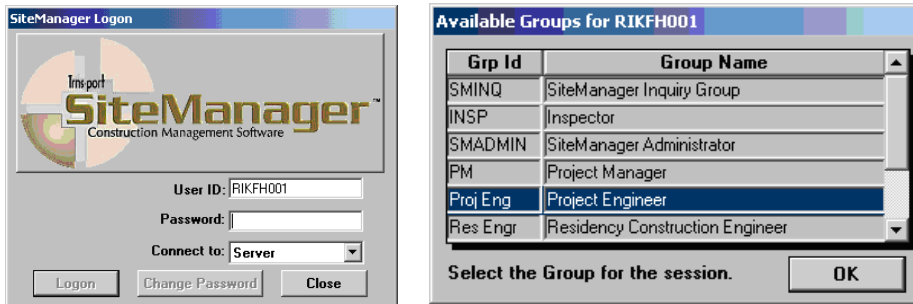 SiteManager Logon
Trns·port
SiteManager™
Construction Management Software
User ID: RIKFH001
Password:
Connect to: Server
Logon Change Password Close
Available Groups for RIKFH001
Grp Id Group Name
SMINQ SiteManager Inquiry Group
INSP Inspector
SMADMIN SiteManager Administrator
PM Project Manager
Proj Eng Project Engineer
Res Engr Residency Construction Engineer
Select the Group for the session. OK